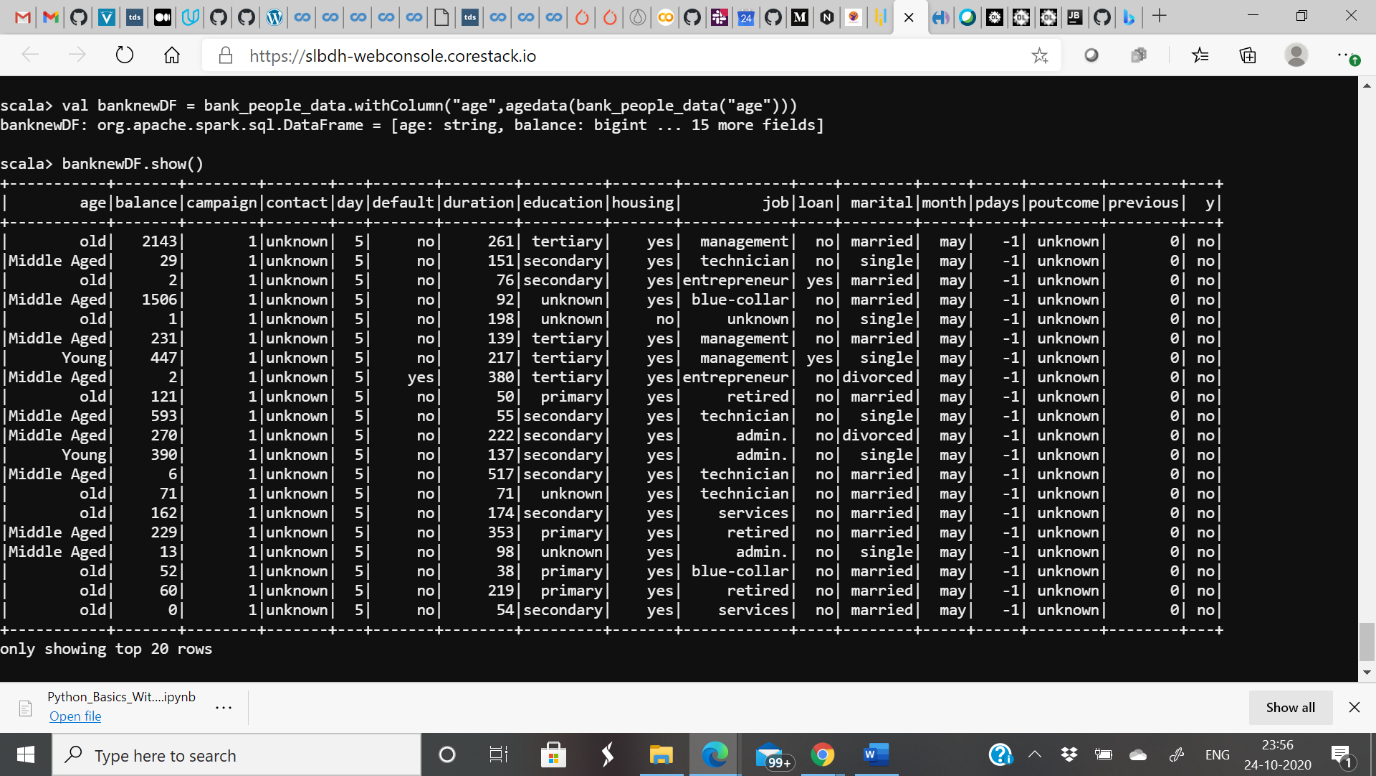 https://slbdh-webconsole.corestack.io
scala> val banknewDF = bank_people_data.withColumn("age",agedata(bank_people_data("age")))
banknewDF: org.apache.spark.sql.DataFrame = [age: string, balance: bigint ... 15 more fields]
scala> banknewDF.show()
+-----------+-------+--------+-------+---+-------+--------+---------+-------+------------+----+--------+-----+-----+--------+--------+---+
|        age|balance|campaign|contact|day|default|duration|education|housing|         job|loan| marital|month|pdays|poutcome|previous|  y|
+-----------+-------+--------+-------+---+-------+--------+---------+-------+------------+----+--------+-----+-----+--------+--------+---+
|        old|   2143|       1|unknown|  5|     no|     261| tertiary|    yes|  management|  no| married|  may|   -1| unknown|       0| no|
|Middle Aged|     29|       1|unknown|  5|     no|     151|secondary|    yes|  technician|  no|  single|  may|   -1| unknown|       0| no|
|        old|      2|       1|unknown|  5|     no|      76|secondary|    yes|entrepreneur| yes| married|  may|   -1| unknown|       0| no|
|Middle Aged|   1506|       1|unknown|  5|     no|      92|  unknown|    yes| blue-collar|  no| married|  may|   -1| unknown|       0| no|
|        old|      1|       1|unknown|  5|     no|     198|  unknown|     no|     unknown|  no|  single|  may|   -1| unknown|       0| no|
|Middle Aged|    231|       1|unknown|  5|     no|     139| tertiary|    yes|  management|  no| married|  may|   -1| unknown|       0| no|
|      Young|    447|       1|unknown|  5|     no|     217| tertiary|    yes|  management| yes|  single|  may|   -1| unknown|       0| no|
|Middle Aged|      2|       1|unknown|  5|    yes|     380| tertiary|    yes|entrepreneur|  no|divorced|  may|   -1| unknown|       0| no|
|        old|    121|       1|unknown|  5|     no|      50|  primary|    yes|     retired|  no| married|  may|   -1| unknown|       0| no|
|Middle Aged|    593|       1|unknown|  5|     no|      55|secondary|    yes|  technician|  no|  single|  may|   -1| unknown|       0| no|
|Middle Aged|    270|       1|unknown|  5|     no|     222|secondary|    yes|      admin.|  no|divorced|  may|   -1| unknown|       0| no|
|      Young|    390|       1|unknown|  5|     no|     137|secondary|    yes|      admin.|  no|  single|  may|   -1| unknown|       0| no|
|Middle Aged|      6|       1|unknown|  5|     no|     517|secondary|    yes|  technician|  no| married|  may|   -1| unknown|       0| no|
|        old|     71|       1|unknown|  5|     no|      71|  unknown|    yes|  technician|  no| married|  may|   -1| unknown|       0| no|
|        old|    162|       1|unknown|  5|     no|     174|secondary|    yes|    services|  no| married|  may|   -1| unknown|       0| no|
|Middle Aged|    229|       1|unknown|  5|     no|     353|  primary|    yes|     retired|  no| married|  may|   -1| unknown|       0| no|
|Middle Aged|     13|       1|unknown|  5|     no|      98|  unknown|    yes|      admin.|  no|  single|  may|   -1| unknown|       0| no|
|        old|     52|       1|unknown|  5|     no|      38|  primary|    yes| blue-collar|  no| married|  may|   -1| unknown|       0| no|
|        old|     60|       1|unknown|  5|     no|     219|  primary|    yes|     retired|  no| married|  may|   -1| unknown|       0| no|
|        old|      0|       1|unknown|  5|     no|      54|secondary|    yes|    services|  no| married|  may|   -1| unknown|       0| no|
+-----------+-------+--------+-------+---+-------+--------+---------+-------+------------+----+--------+-----+-----+--------+--------+---+
only showing top 20 rows
Python_Basics_Wit....ipynb
Open file
Show all
Type here to search
99+
ENG
23:56
24-10-2020
1